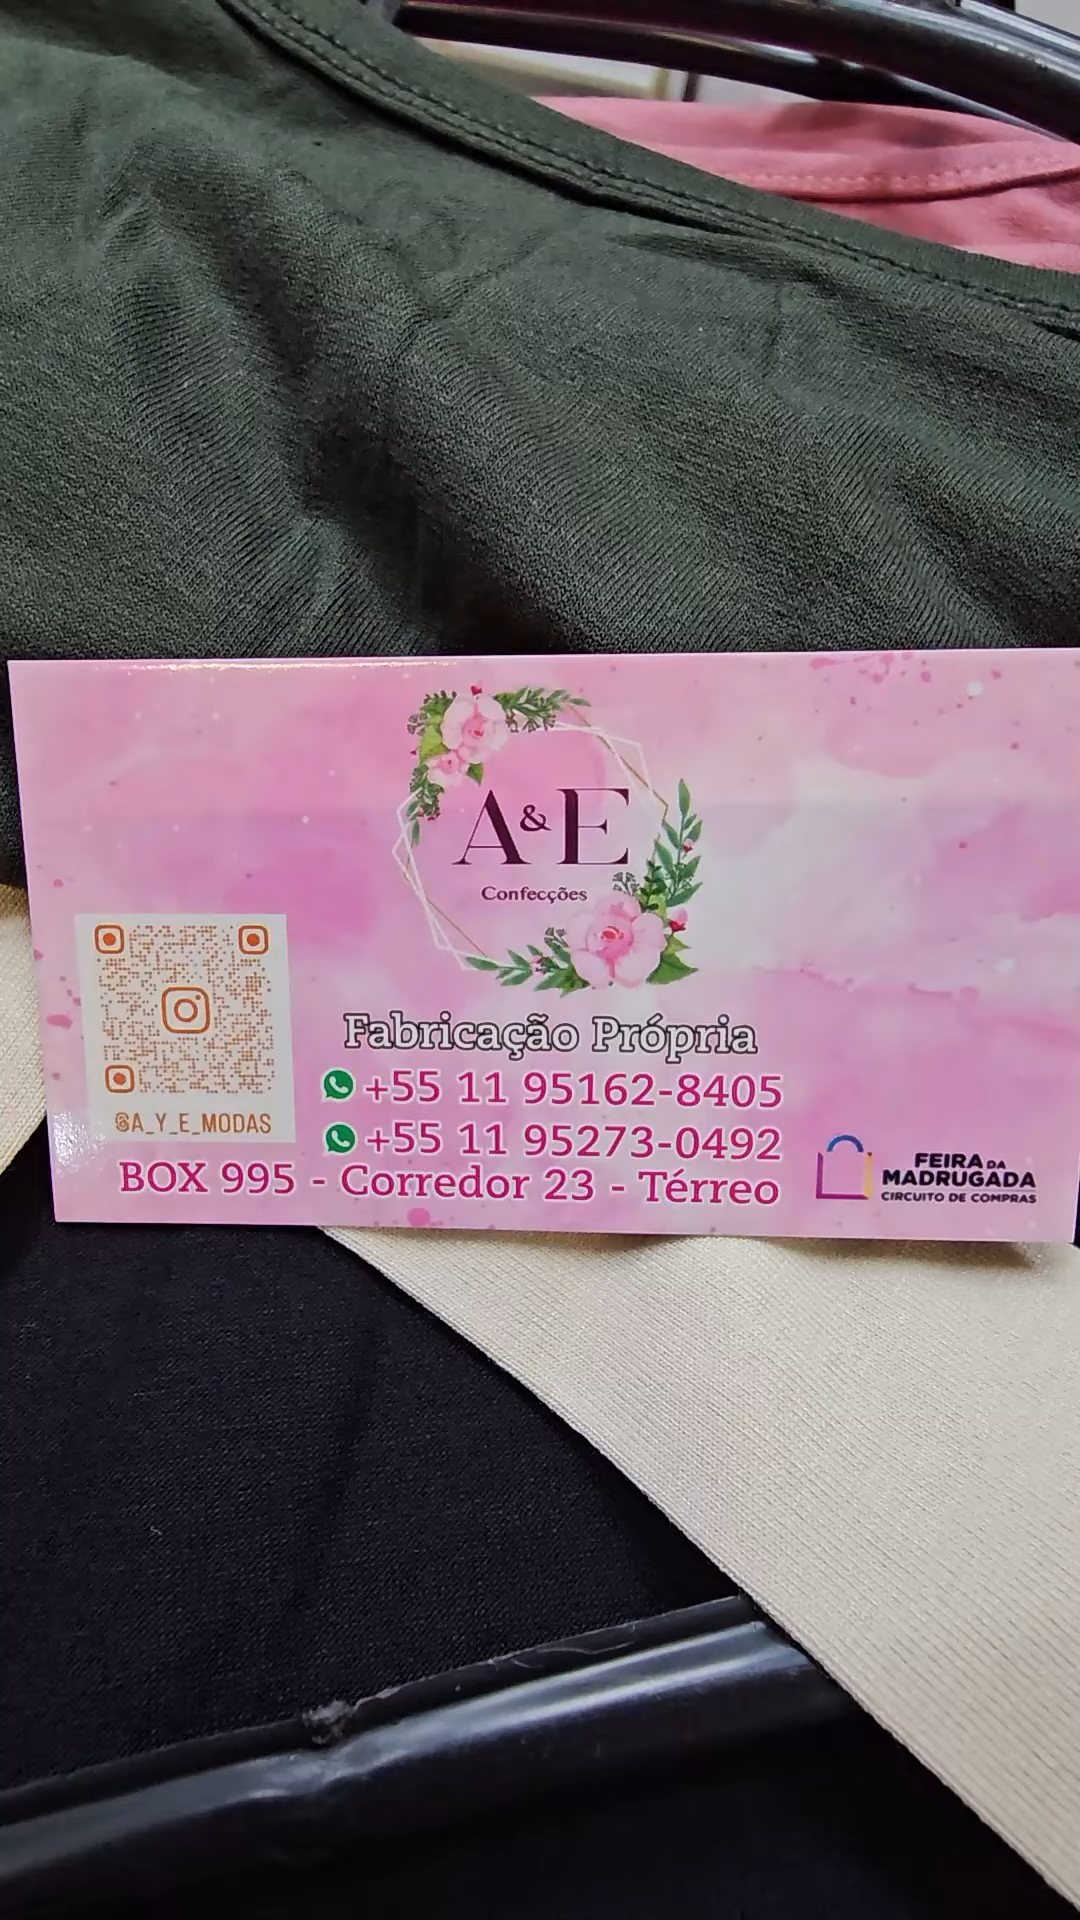 A & E
Confecções
@A_Y_E_MODAS
Fabricação Própria
+55 11 95162-8405
+55 11 95273-0492
BOX 995 - Corredor 23 - Térreo
FEIRA DA
MADRUGADA
CIRCUITO DE COMPRAS